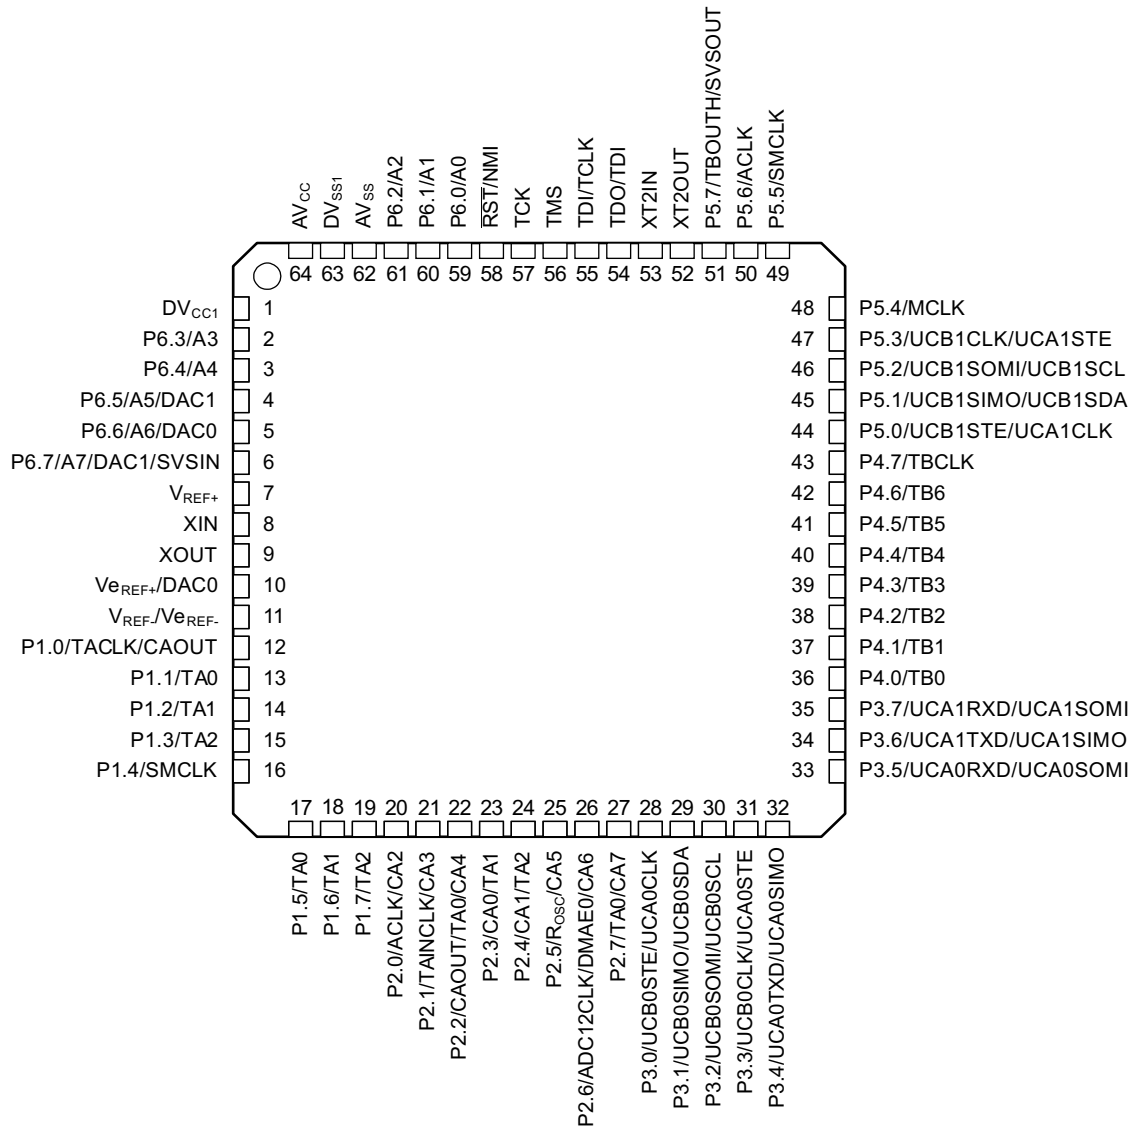 AVCC
DVSS1
AVSS
P6.2/A2
P6.1/A1
P6.0/A0
RST/NMI
TCK
TMS
TDI/TCLK
TDO/TDI
XT2IN
XT2OUT
P5.7/TBOUTH/SVSOUT
P5.6/ACLK
P5.5/SMCLK
64 63 62 61 60 59 58 57 56 55 54 53 52 51 50 49
DVCC1 1
P6.3/A3 2
P6.4/A4 3
P6.5/A5/DAC1 4
P6.6/A6/DAC0 5
P6.7/A7/DAC1/SVSIN 6
VREF+ 7
XIN 8
XOUT 9
VeREF+/DAC0 10
VREF-/VeREF- 11
P1.0/TACLK/CAOUT 12
P1.1/TA0 13
P1.2/TA1 14
P1.3/TA2 15
P1.4/SMCLK 16
48 P5.4/MCLK
47 P5.3/UCB1CLK/UCA1STE
46 P5.2/UCB1SOMI/UCB1SCL
45 P5.1/UCB1SIMO/UCB1SDA
44 P5.0/UCB1STE/UCA1CLK
43 P4.7/TBCLK
42 P4.6/TB6
41 P4.5/TB5
40 P4.4/TB4
39 P4.3/TB3
38 P4.2/TB2
37 P4.1/TB1
36 P4.0/TB0
35 P3.7/UCA1RXD/UCA1SOMI
34 P3.6/UCA1TXD/UCA1SIMO
33 P3.5/UCA0RXD/UCA0SOMI
17 18 19 20 21 22 23 24 25 26 27 28 29 30 31 32
P1.5/TA0
P1.6/TA1
P1.7/TA2
P2.0/ACLK/CA2
P2.1/TAINCLK/CA3
P2.2/CAOUT/TA0/CA4
P2.3/CA0/TA1
P2.4/CA1/TA2
P2.5/ROSC/CA5
P2.6/ADC12CLK/DMAE0/CA6
P2.7/TA0/CA7
P3.0/UCB0STE/UCA0CLK
P3.1/UCB0SIMO/UCB0SDA
P3.2/UCB0SOMI/UCB0SCL
P3.3/UCB0CLK/UCA0STE
P3.4/UCA0TXD/UCA0SIMO